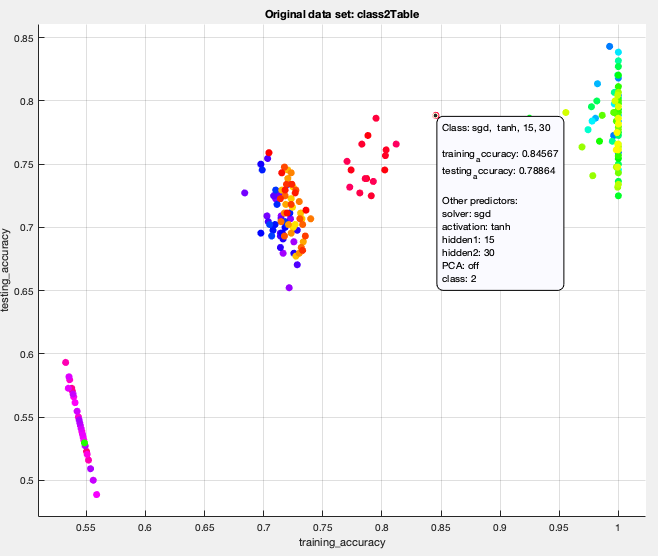 Original data set: class2Table
0.85
0.8
0.75
0.7
0.65
0.6
0.55
0.5
testing_accuracy
Class: sgd, tanh, 15, 30
training_accuracy: 0.84567
testing_accuracy: 0.78864
Other predictors:
solver: sgd
activation: tanh
hidden1: 15
hidden2: 30
PCA: off
class: 2
0.55 0.6 0.65 0.7 0.75 0.8 0.85 0.9 0.95 1
training_accuracy